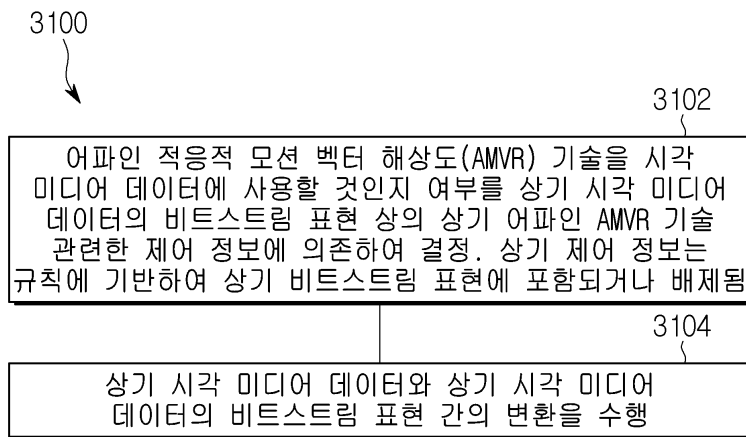 3100
3102
어파인 적응적 모션 벡터 해상도(AMVR) 기술을 시각
미디어 데이터에 사용할 것인지 여부를 상기 시각 미디어
데이터의 비트스트림 표현 상의 상기 어파인 AMVR 기술
관련한 제어 정보에 의존하여 결정. 상기 제어 정보는
규칙에 기반하여 상기 비트스트림 표현에 포함되거나 배제됨
3104
상기 시각 미디어 데이터와 상기 시각 미디어
데이터의 비트스트림 표현 간의 변환을 수행